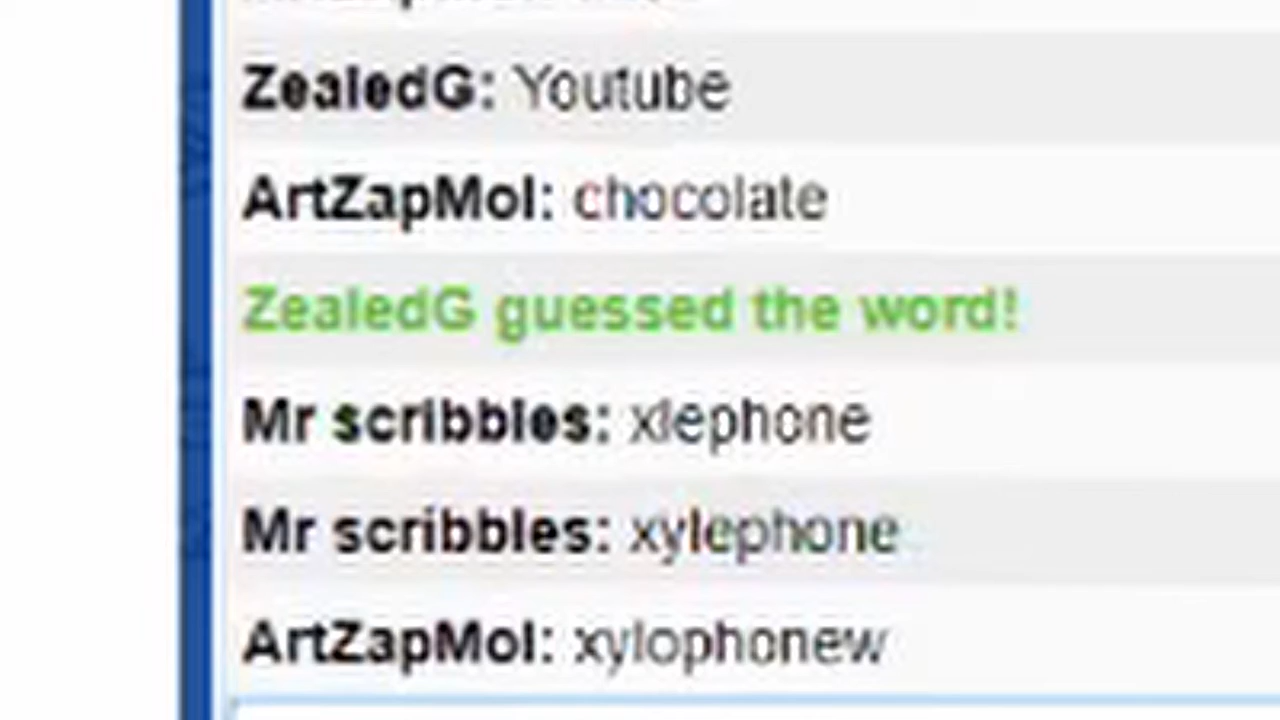 ZealedG: Youtube
ArtZapMol: chocolate
ZealedG guessed the word!
Mr scribbles: xlephone
Mr scribbles: xylephone
ArtZapMol: xylophonew